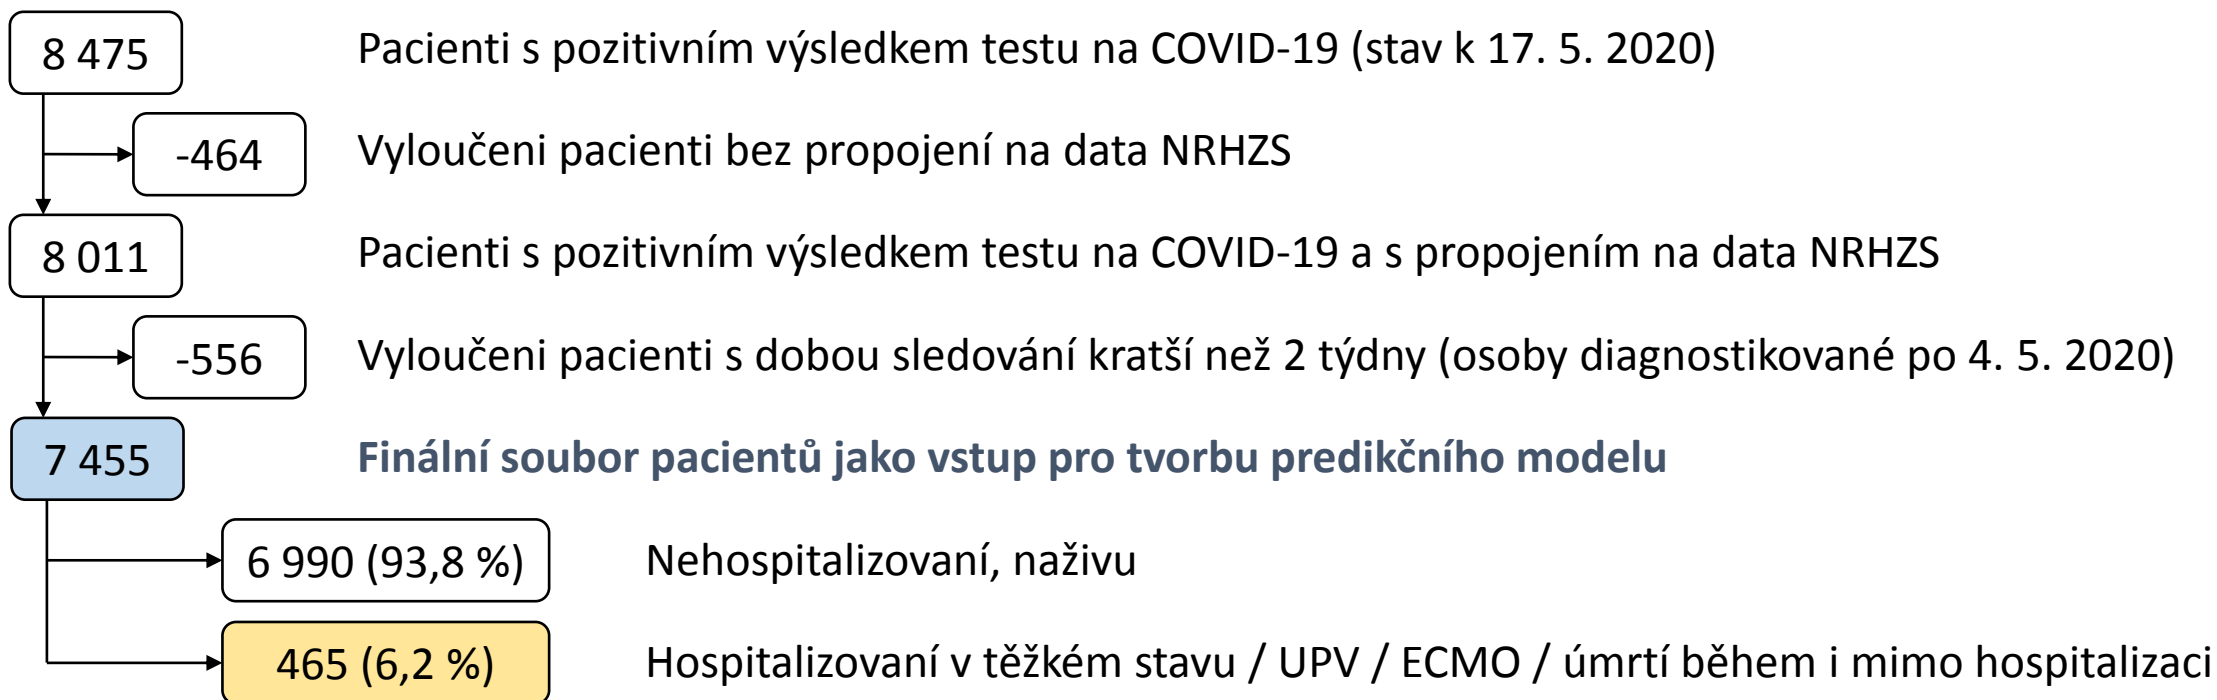 8 475 Pacienti s pozitivním výsledkem testu na COVID-19 (stav k 17. 5. 2020)
-464 Vyloučeni pacienti bez propojení na data NRHZS
8 011 Pacienti s pozitivním výsledkem testu na COVID-19 a s propojením na data NRHZS
-556 Vyloučeni pacienti s dobou sledování kratší než 2 týdny (osoby diagnostikované po 4. 5. 2020)
7 455 Finální soubor pacientů jako vstup pro tvorbu predikčního modelu
6 990 (93,8 %) Nehospitalizovaní, naživu
465 (6,2 %) Hospitalizovaní v těžkém stavu / UPV / ECMO / úmrtí během i mimo hospitalizaci